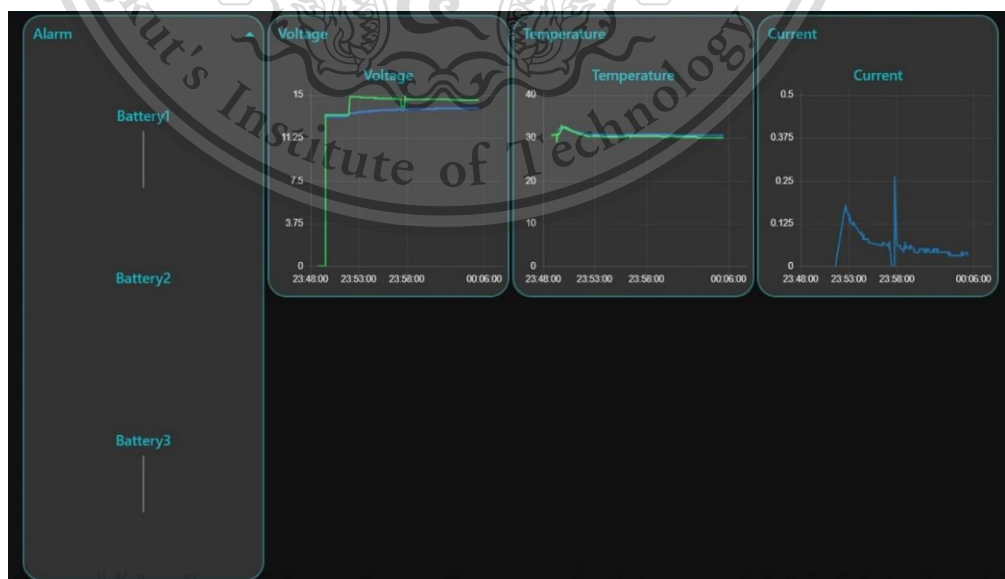 Alarm
Battery1
Battery2
Battery3
Voltage
Voltage
15
11.25
7.5
3.75
0
23:48:00 23:53:00 23:58:00 00:06:00
Temperature
Temperature
40
30
20
10
0
23:48:00 23:53:00 23:58:00 00:06:00
Current
Current
0.5
0.375
0.25
0.125
0
23:48:00 23:53:00 23:58:00 00:06:00
Institute of Technology